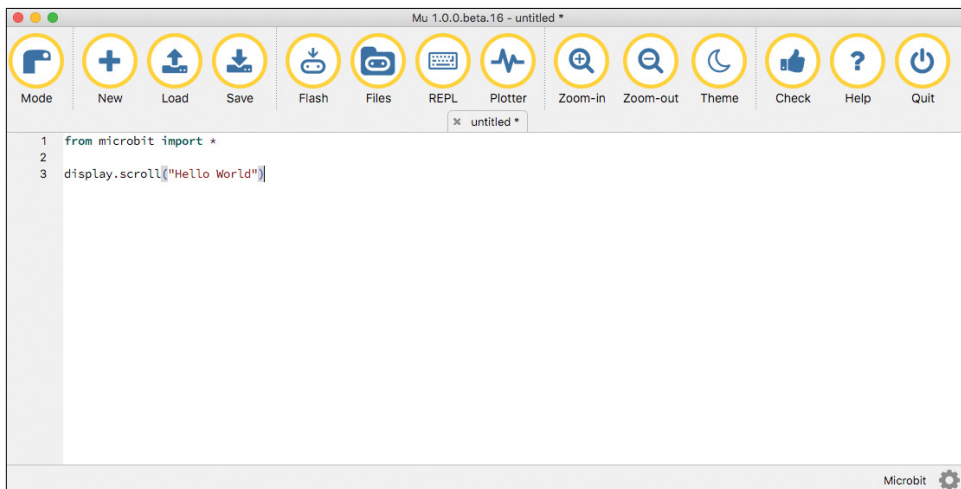 Mu 1.0.0.beta.16 - untitled *
Mode New Load Save Flash Files REPL Plotter Zoom-in Zoom-out Theme Check Help Quit
untitled *
1 from microbit import *
2
3 display.scroll("Hello World")
Microbit